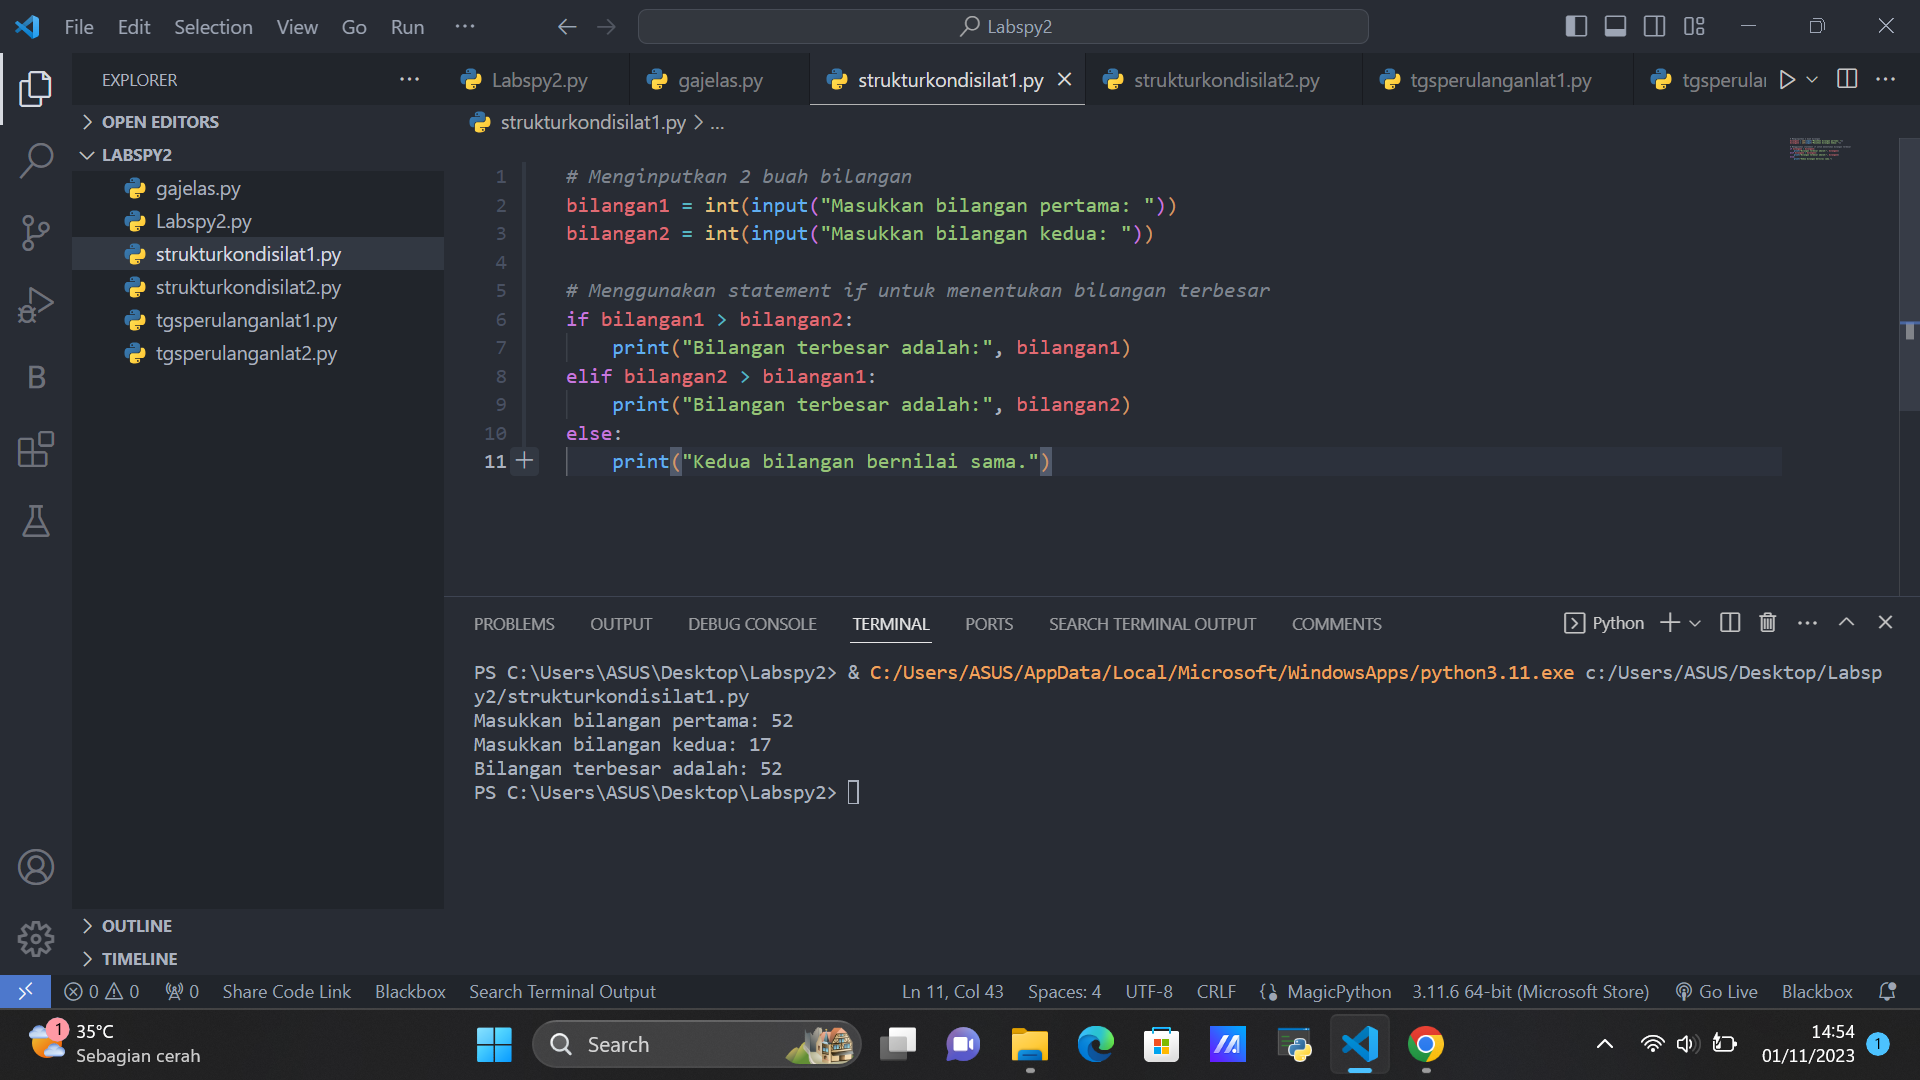 File Edit Selection View Go Run ··· Labspy2
EXPLORER ···
Labspy2.py gajelas.py strukturkondisilat1.py strukturkondisilat2.py tgsperulanganlat1.py tgsperula
OPEN EDITORS
LABSPY2
gajelas.py
Labspy2.py
strukturkondisilat1.py
strukturkondisilat2.py
tgsperulanganlat1.py
tgsperulanganlat2.py
B
OUTLINE
TIMELINE
strukturkondisilat1.py > ...
1 # Menginputkan 2 buah bilangan
2 bilangan1 = int(input("Masukkan bilangan pertama: "))
3 bilangan2 = int(input("Masukkan bilangan kedua: "))
4
5 # Menggunakan statement if untuk menentukan bilangan terbesar
6 if bilangan1 > bilangan2:
7 print("Bilangan terbesar adalah:", bilangan1)
8 elif bilangan2 > bilangan1:
9 print("Bilangan terbesar adalah:", bilangan2)
10 else:
11 print("Kedua bilangan bernilai sama.")
PROBLEMS OUTPUT DEBUG CONSOLE TERMINAL PORTS SEARCH TERMINAL OUTPUT COMMENTS Python
PS C:\Users\ASUS\Desktop\Labspy2> & C:/Users/ASUS/AppData/Local/Microsoft/WindowsApps/python3.11.exe c:/Users/ASUS/Desktop/Labsp
y2/strukturkondisilat1.py
Masukkan bilangan pertama: 52
Masukkan bilangan kedua: 17
Bilangan terbesar adalah: 52
PS C:\Users\ASUS\Desktop\Labspy2>
0 0 0 Share Code Link Blackbox Search Terminal Output Ln 11, Col 43 Spaces: 4 UTF-8 CRLF MagicPython 3.11.6 64-bit (Microsoft Store) Go Live Blackbox
1 35°C
Sebagian cerah
Search
14:54
01/11/2023
1